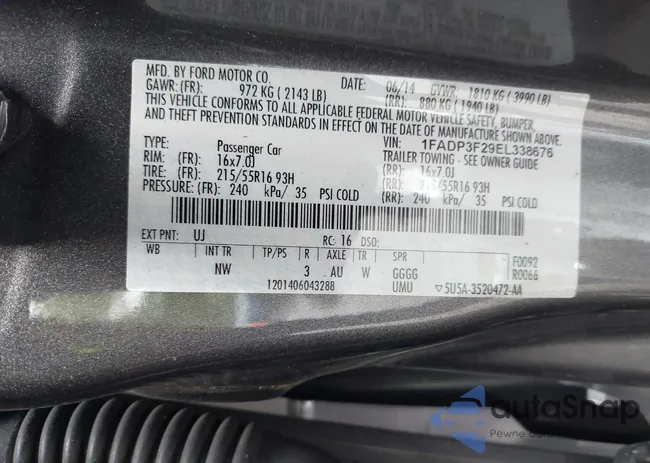 MFD. BY FORD MOTOR CO. DATE: 06/14 GVWR: 1810 KG ( 3990 LB)
GAWR: (FR): 972 KG ( 2143 LB) (RR): 880 KG ( 1940 LB)
THIS VEHICLE CONFORMS TO ALL APPLICABLE FEDERAL MOTOR VEHICLE SAFETY, BUMPER,
AND THEFT PREVENTION STANDARDS IN EFFECT ON THE DATE OF MANUFACTURE SHOWN ABOVE.
VIN: 1FADP3F29EL338676
TYPE: Passenger Car TRAILER TOWING - SEE OWNER GUIDE
RIM: (FR): 16x7.0J (RR): 16x7.0J
TIRE: (FR): 215/55R16 93H (RR): 215/55R16 93H
PRESSURE: (FR): 240 kPa/ 35 PSI COLD (RR): 240 kPa/ 35 PSI COLD
EXT PNT: UJ RC: 16 DSO:
WB INT TR TP/PS R AXLE TR SPR F0092
NW 3 .AU W GGGG R0066
1201406043288 UMU ▽5U5A-3520472-AA
autoSnap